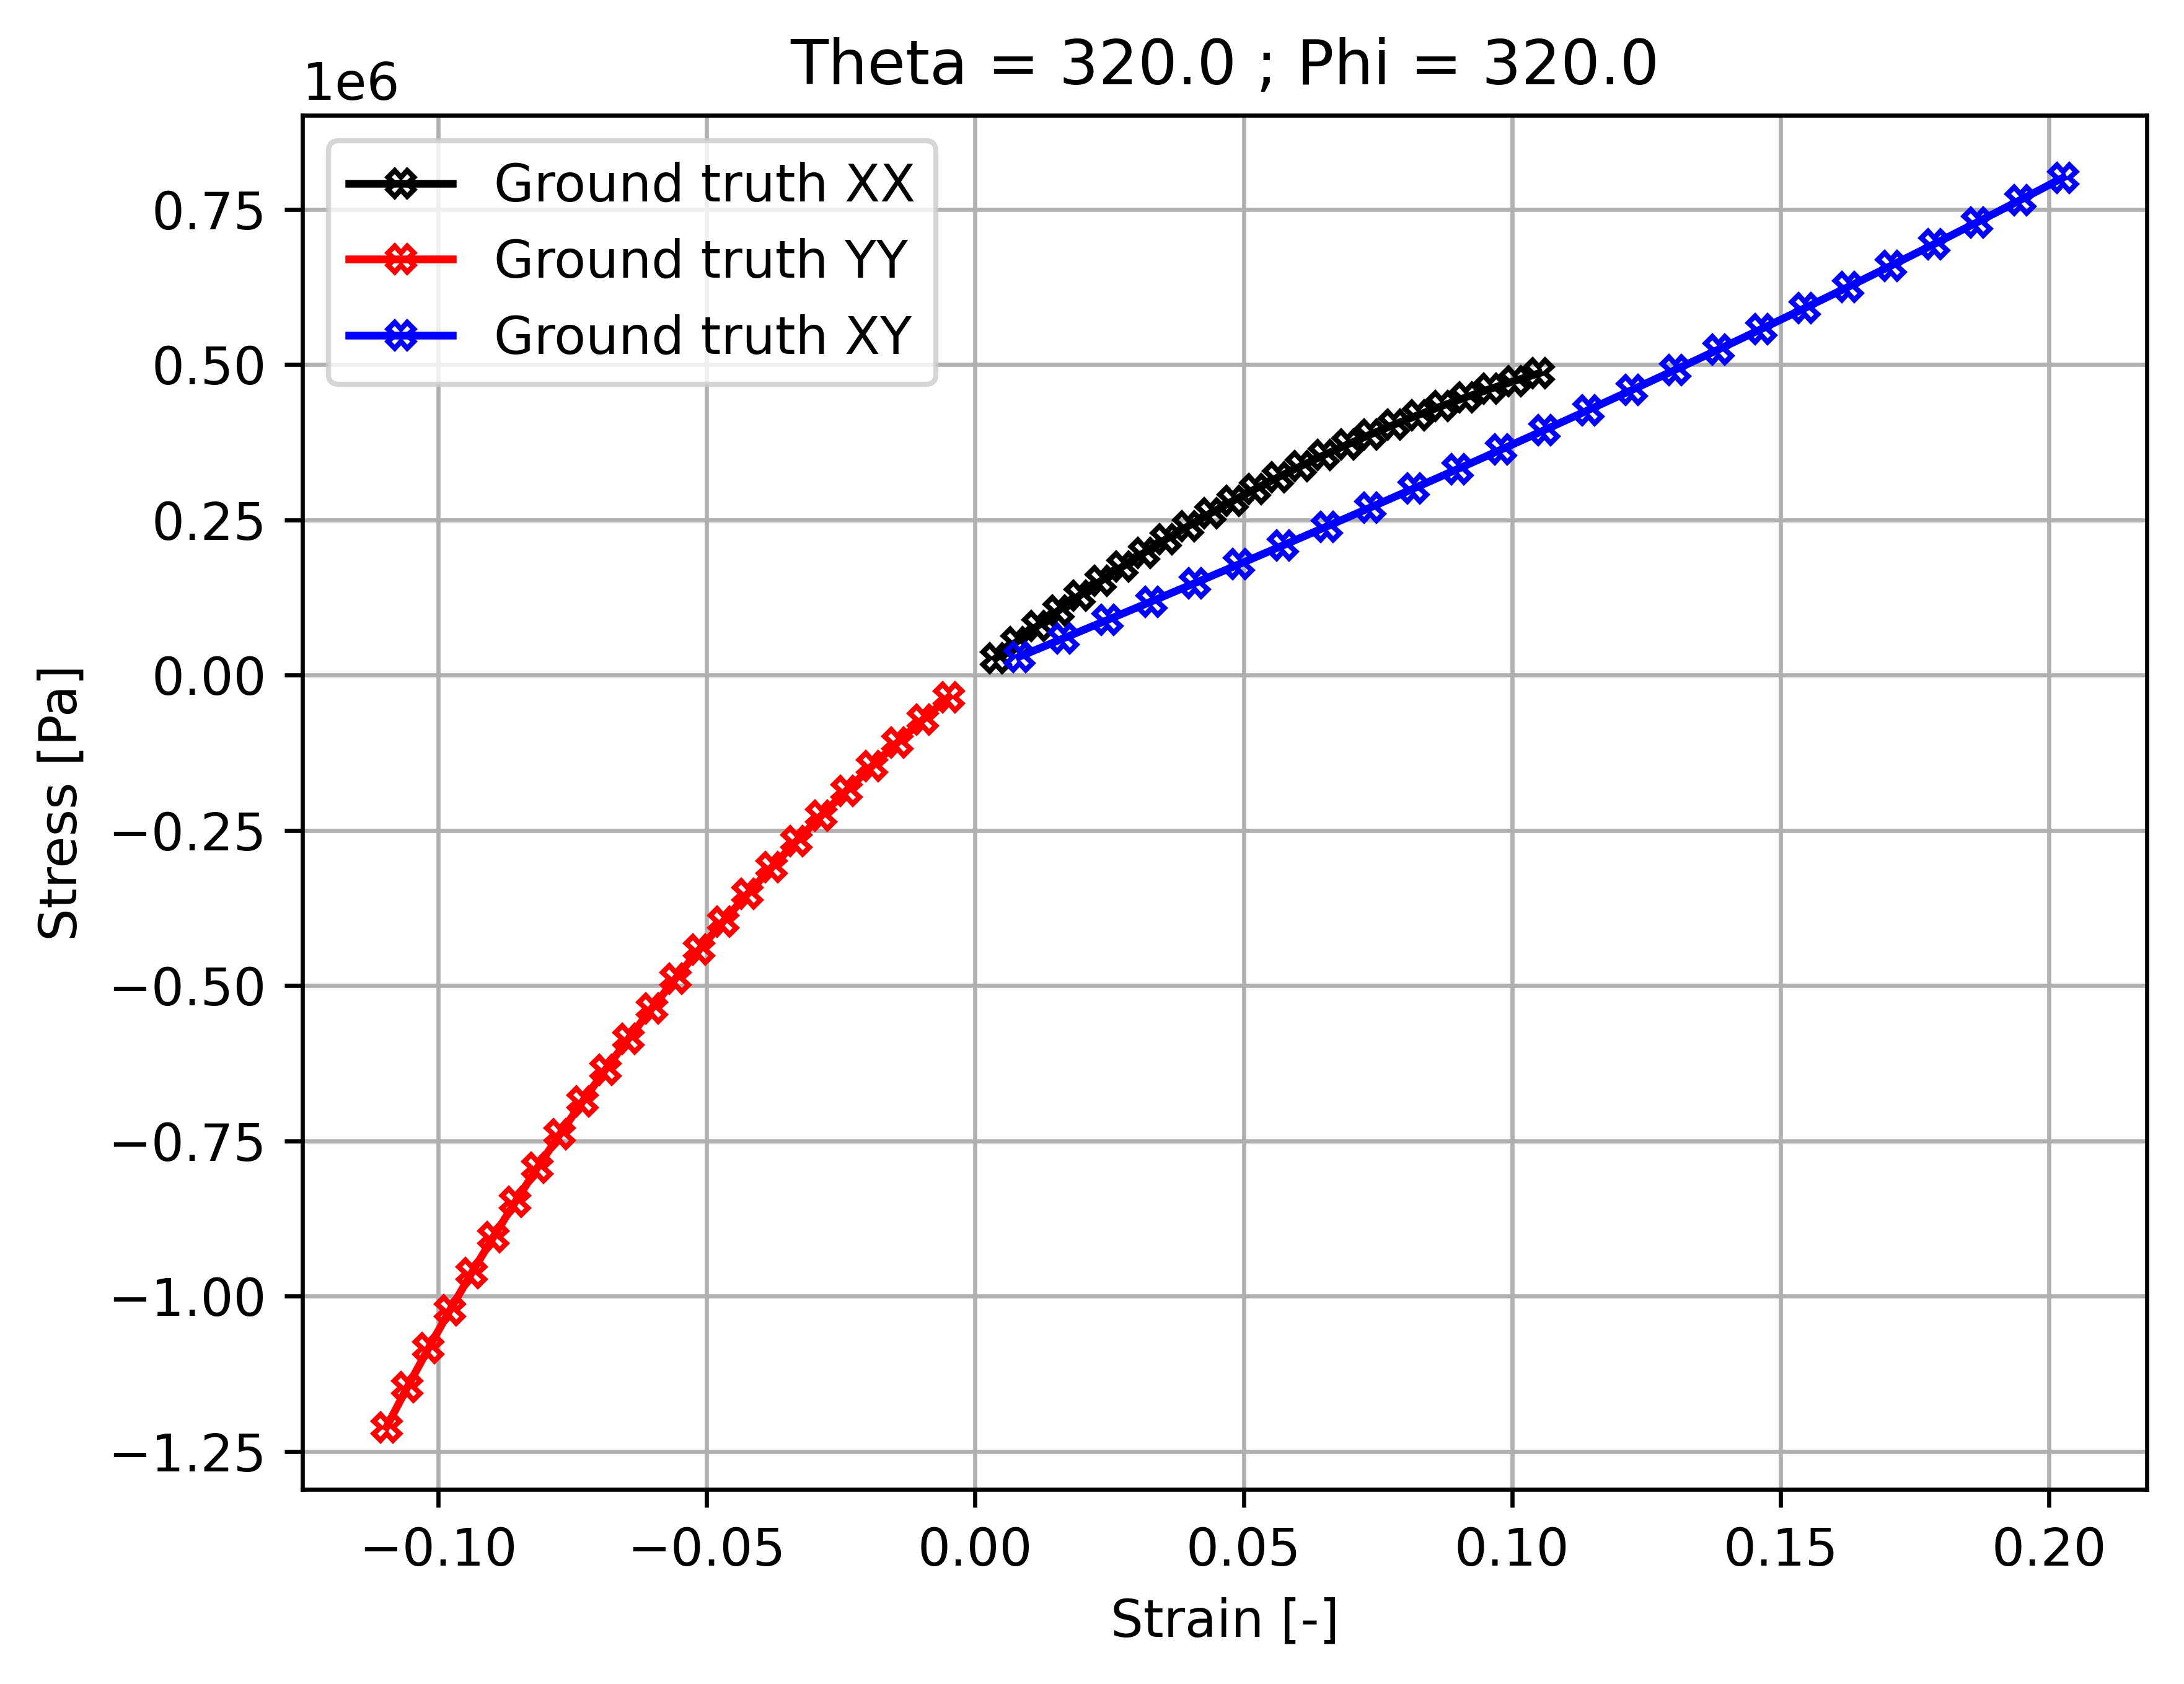 Theta = 320.0 ; Phi = 320.0
1e6
Ground truth XX
Ground truth YY
Ground truth XY
0.75
0.50
0.25
0.00
−0.25
−0.50
−0.75
−1.00
−1.25
Stress [Pa]
−0.10 −0.05 0.00 0.05 0.10 0.15 0.20
Strain [-]